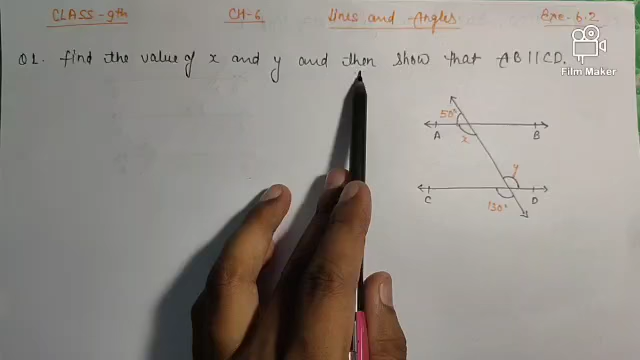 CLASS-9th CH-6 Lines and Angles Exe-6.2
Q1. find the value of x and y and then show that AB||CD.
Film Maker
50°
A B
x
y
C D
130°